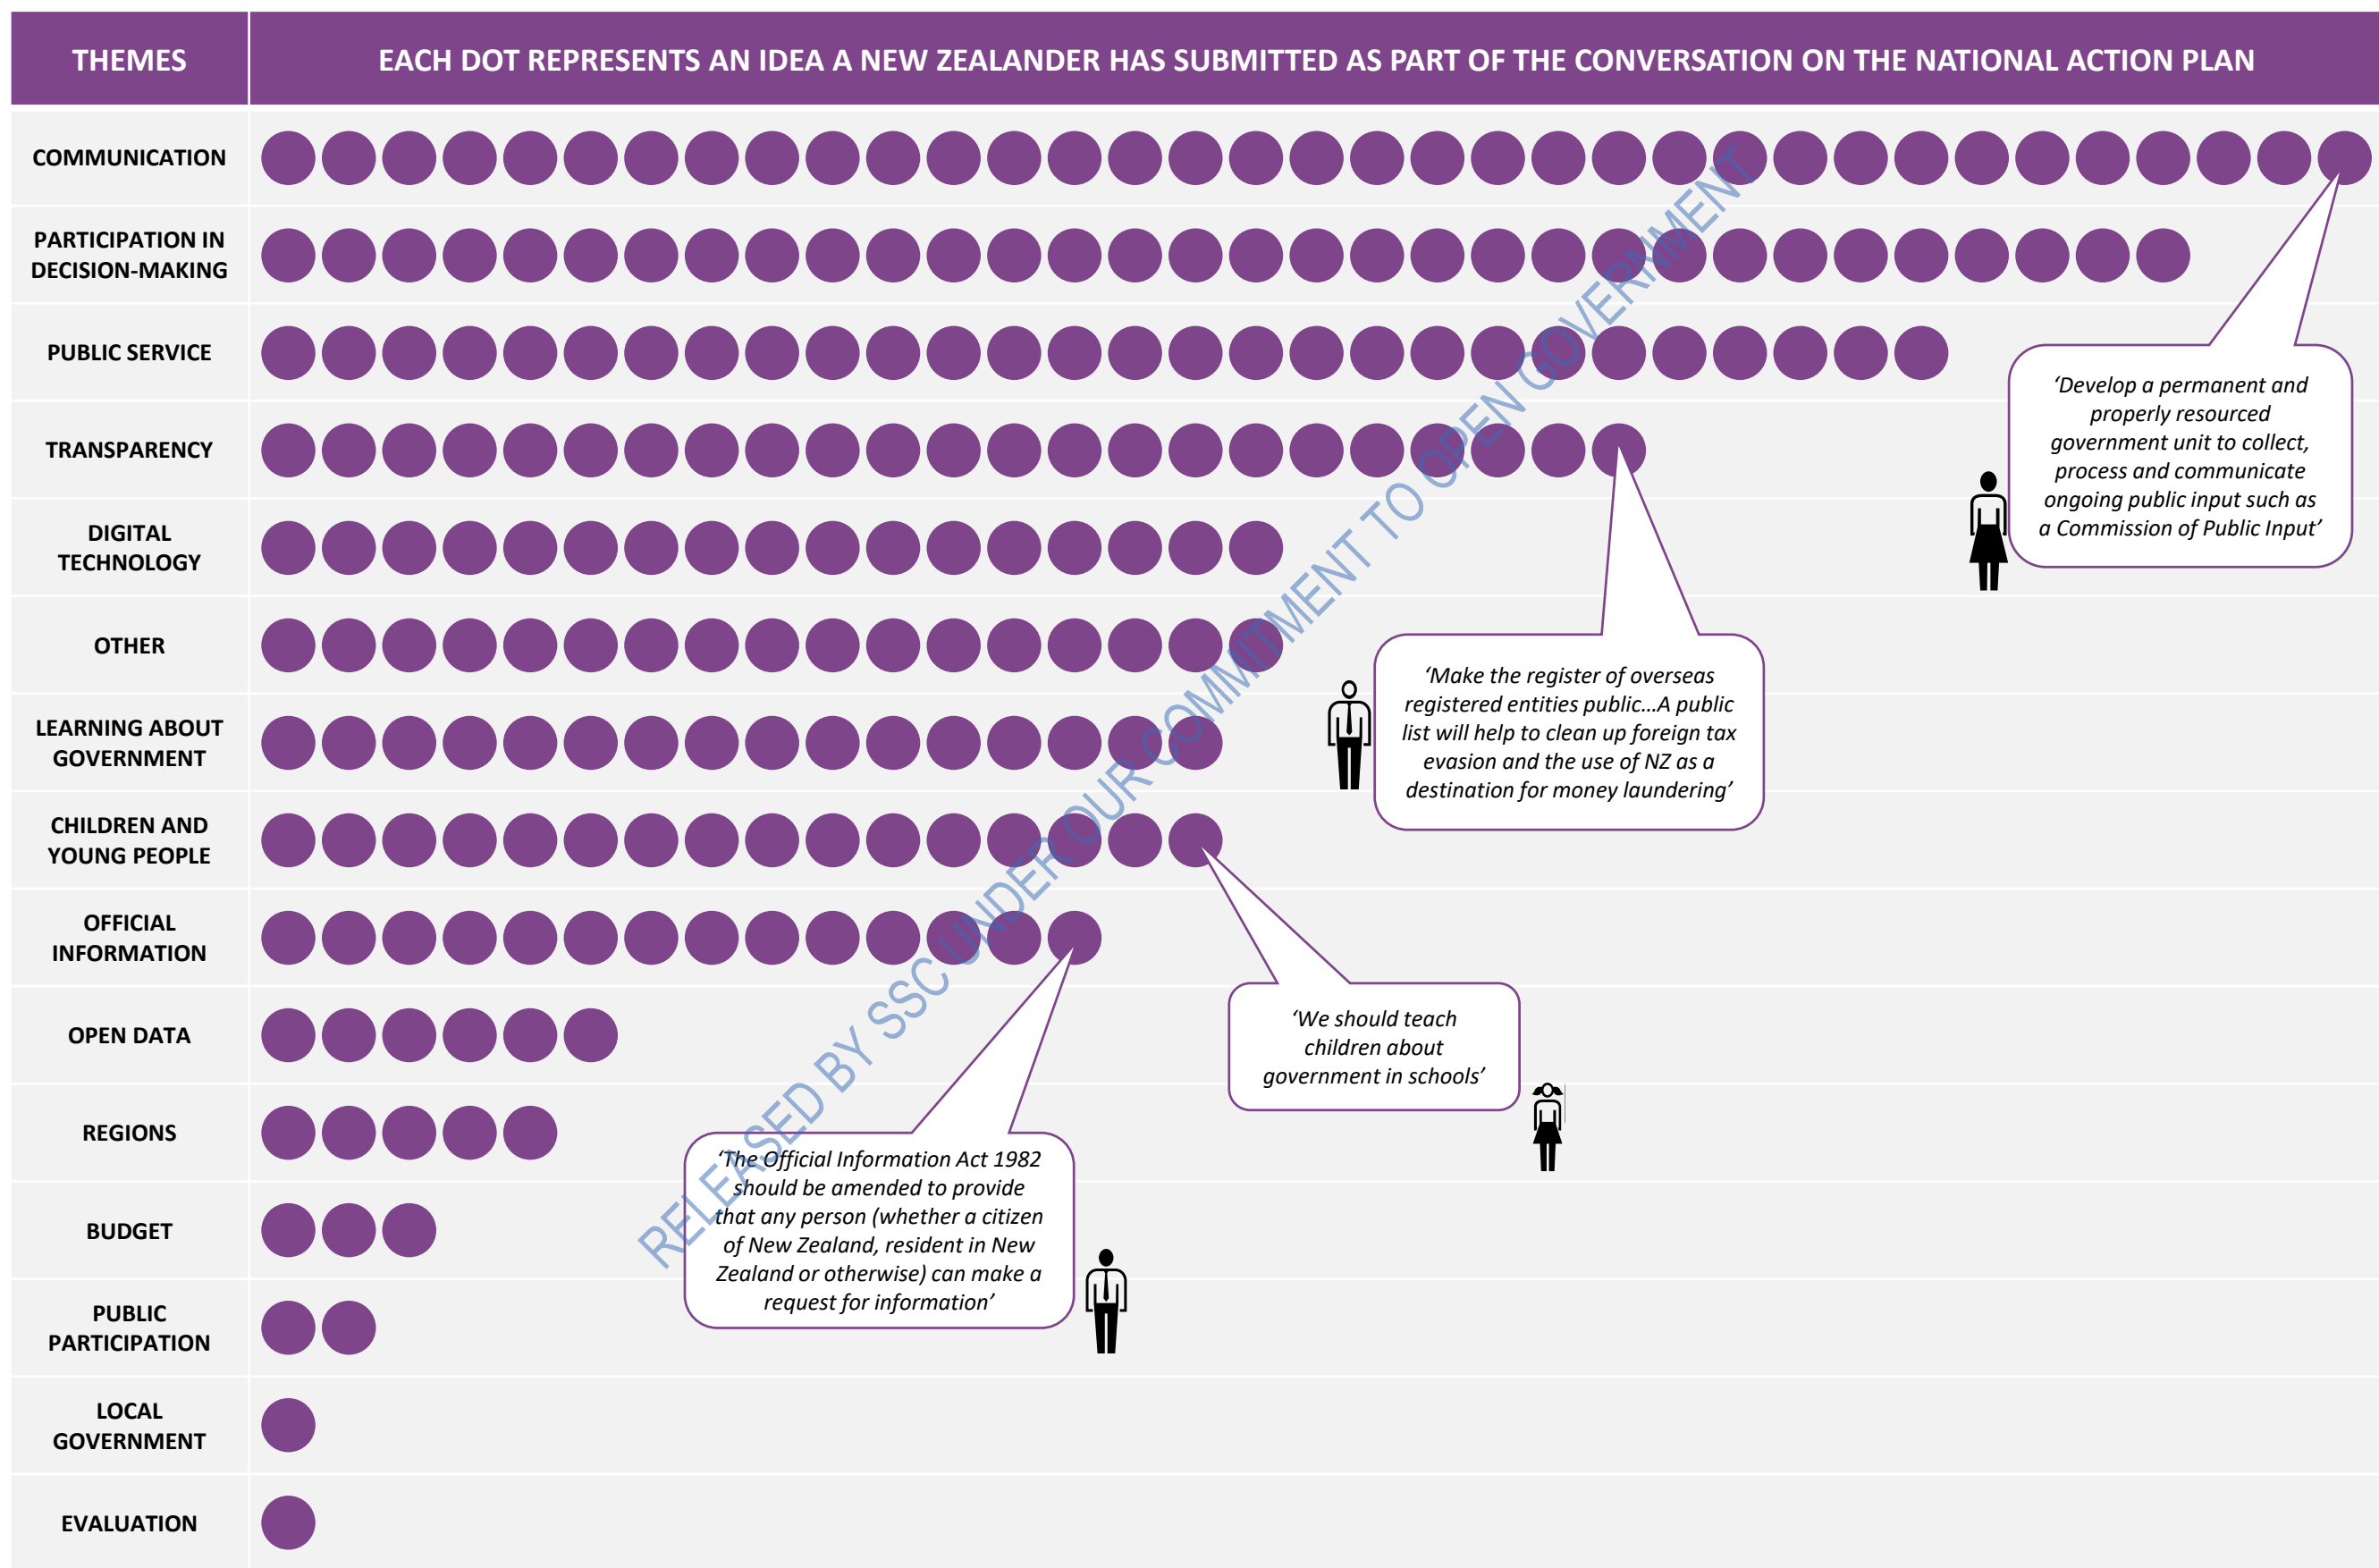 THEMES
EACH DOT REPRESENTS AN IDEA A NEW ZEALANDER HAS SUBMITTED AS PART OF THE CONVERSATION ON THE NATIONAL ACTION PLAN
COMMUNICATION
PARTICIPATION IN
DECISION-MAKING
PUBLIC SERVICE
TRANSPARENCY
DIGITAL
TECHNOLOGY
OTHER
LEARNING ABOUT
GOVERNMENT
CHILDREN AND
YOUNG PEOPLE
OFFICIAL
INFORMATION
OPEN DATA
REGIONS
BUDGET
PUBLIC
PARTICIPATION
LOCAL
GOVERNMENT
EVALUATION
‘Develop a permanent and
properly resourced
government unit to collect,
process and communicate
ongoing public input such as
a Commission of Public Input’
‘Make the register of overseas
registered entities public…A public
list will help to clean up foreign tax
evasion and the use of NZ as a
destination for money laundering’
‘We should teach
children about
government in schools’
‘The Official Information Act 1982
should be amended to provide
that any person (whether a citizen
of New Zealand, resident in New
Zealand or otherwise) can make a
request for information’
RELEASED BY SSC UNDER OUR COMMITMENT TO OPEN GOVERNMENT